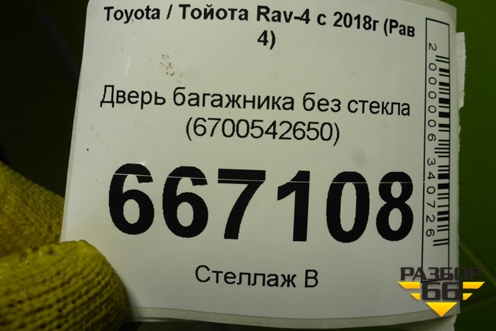 Toyota / Тойота Rav-4 с 2018г (Рав
4)
Дверь багажника без стекла
(6700542650)
667108
Стеллаж В
2000006340726
РАЗБОР
66